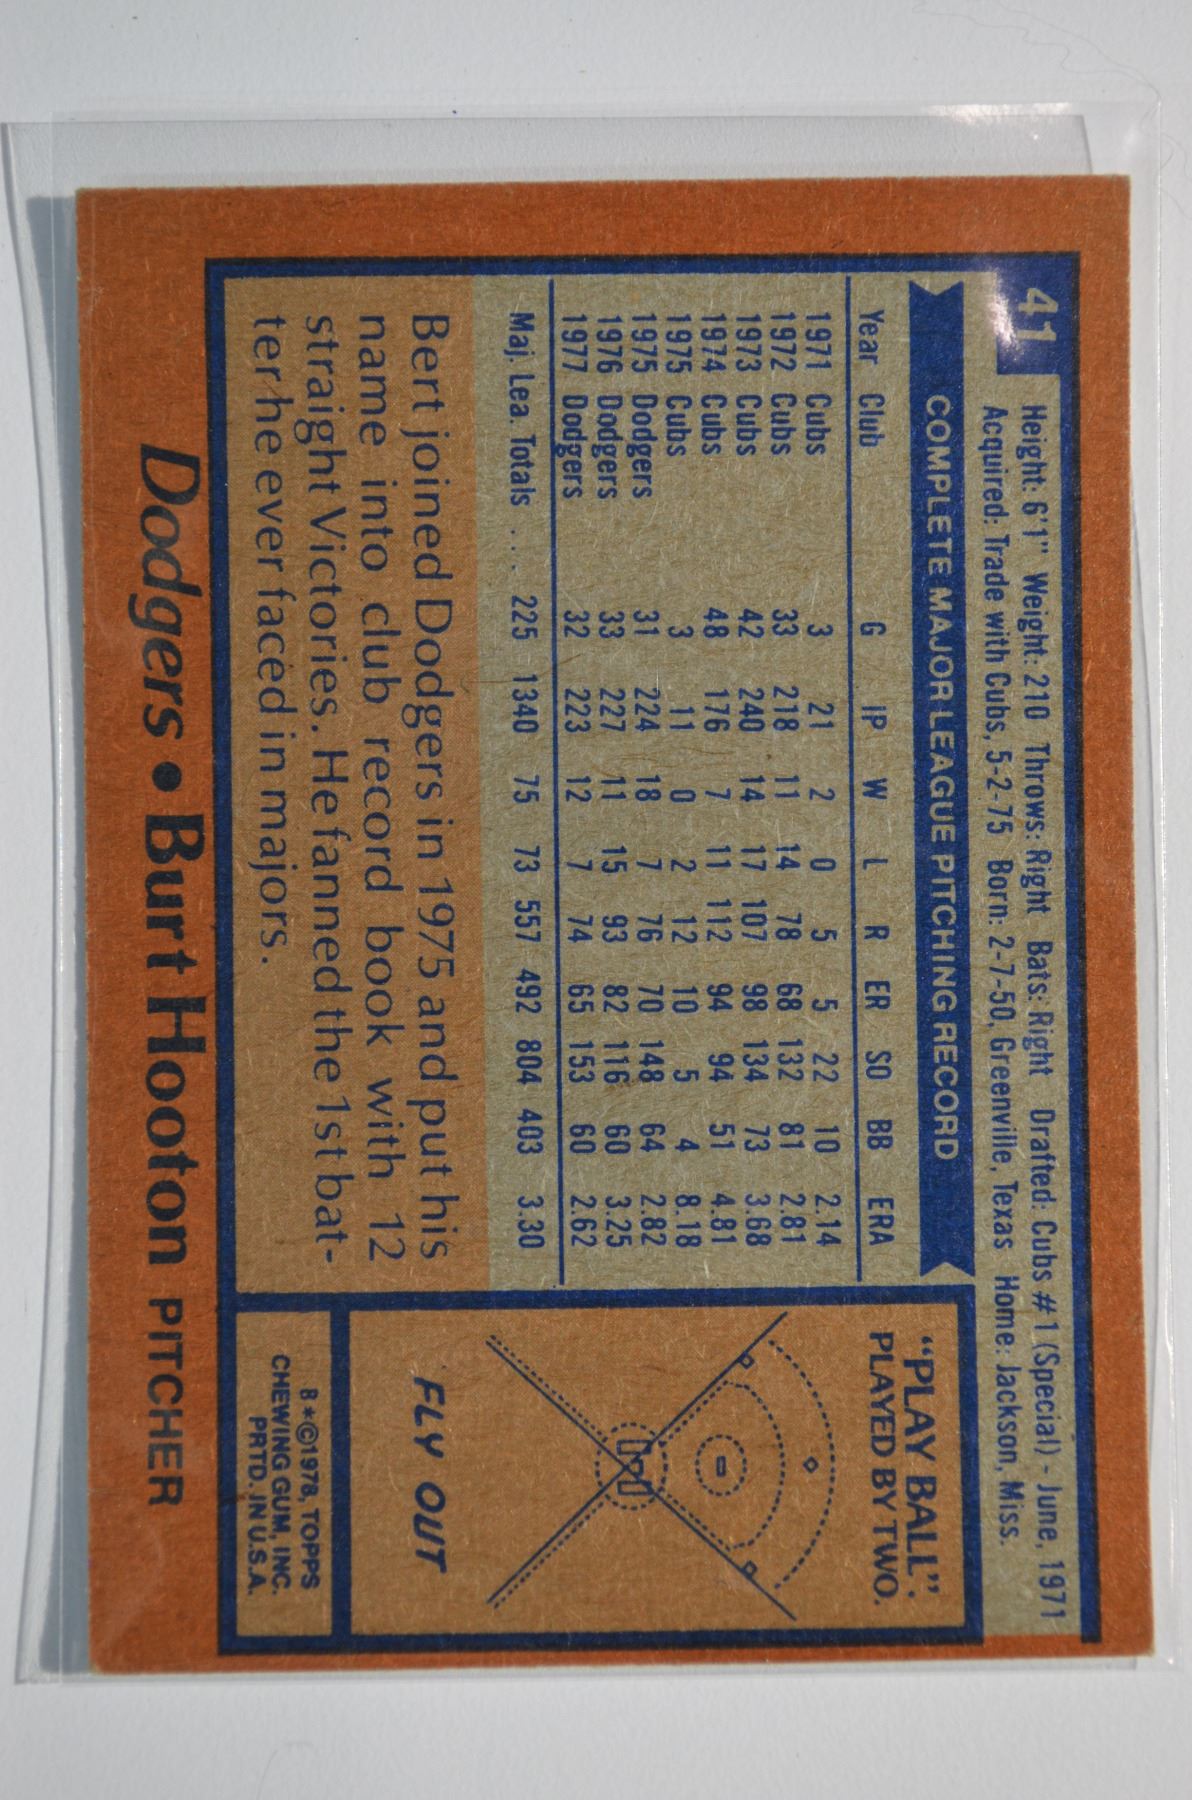 41
Height: 6'1" Weight: 210 Throws: Right Bats: Right Drafted: Cubs #1 (Special) - June, 1971
Acquired: Trade with Cubs, 5-2-75 Born: 2-7-50, Greenville, Texas Home: Jackson, Miss.
COMPLETE MAJOR LEAGUE PITCHING RECORD
Year Club G IP W L R ER SO BB ERA
1971 Cubs 3 21 2 0 5 5 22 10 2.14
1972 Cubs 33 218 11 14 78 68 132 81 2.81
1973 Cubs 42 240 14 17 107 98 134 73 3.68
1974 Cubs 48 176 7 11 112 94 94 51 4.81
1975 Cubs 3 11 0 2 12 10 5 4 8.18
1975 Dodgers 31 224 18 7 76 70 148 64 2.82
1976 Dodgers 33 227 11 15 93 82 116 60 3.25
1977 Dodgers 32 223 12 7 74 65 153 60 2.62
Maj. Lea. Totals ... 225 1340 75 73 557 492 804 403 3.30
Bert joined Dodgers in 1975 and put his
name into club record book with 12
straight Victories. He fanned the 1st bat-
ter he ever faced in majors.
"PLAY BALL".
PLAYED BY TWO.
FLY OUT
8*©1978, TOPPS
CHEWING GUM, INC.
PRTD. IN U.S.A.
Dodgers • Burt Hooton PITCHER